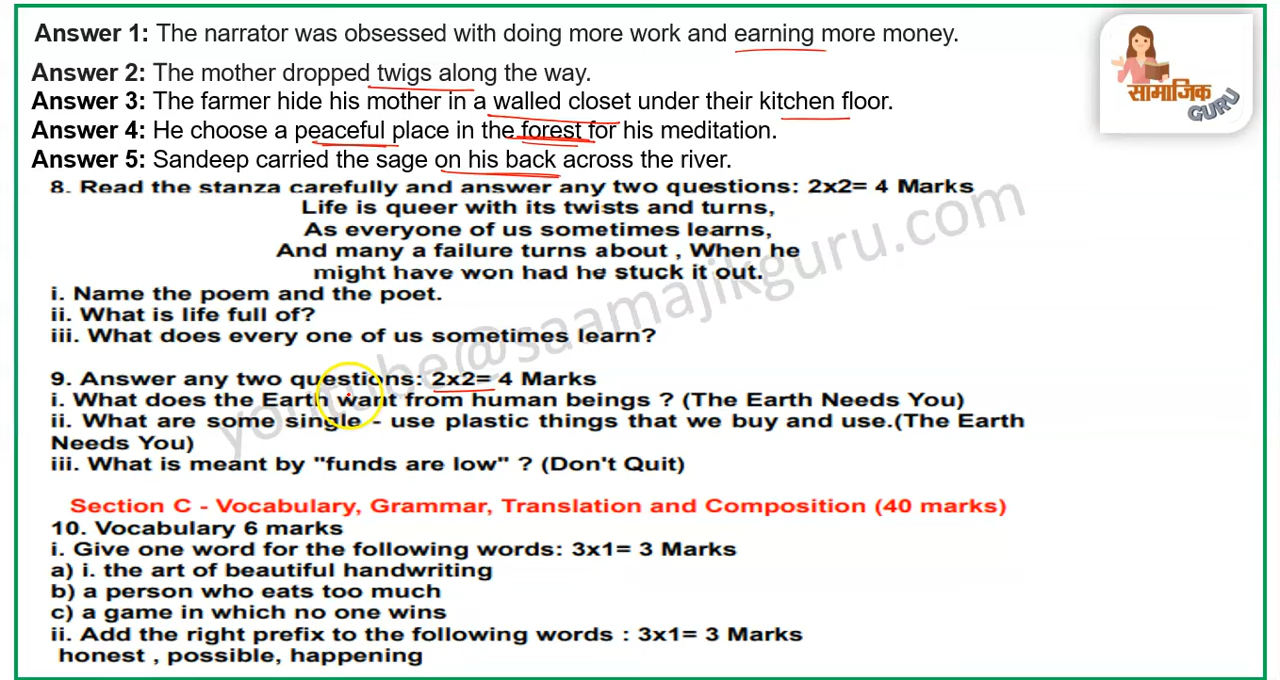 Answer 1: The narrator was obsessed with doing more work and earning more money.
Answer 2: The mother dropped twigs along the way.
Answer 3: The farmer hide his mother in a walled closet under their kitchen floor.
Answer 4: He choose a peaceful place in the forest for his meditation.
Answer 5: Sandeep carried the sage on his back across the river.
सामाजिक
GURU
8. Read the stanza carefully and answer any two questions: 2x2= 4 Marks
Life is queer with its twists and turns,
As everyone of us sometimes learns,
And many a failure turns about , When he
might have won had he stuck it out.
i. Name the poem and the poet.
ii. What is life full of?
iii. What does every one of us sometimes learn?
youtube@saamajikguru.com
9. Answer any two questions: 2x2= 4 Marks
i. What does the Earth want from human beings ? (The Earth Needs You)
ii. What are some single - use plastic things that we buy and use.(The Earth
Needs You)
iii. What is meant by "funds are low" ? (Don't Quit)
Section C - Vocabulary, Grammar, Translation and Composition (40 marks)
10. Vocabulary 6 marks
i. Give one word for the following words: 3x1= 3 Marks
a) i. the art of beautiful handwriting
b) a person who eats too much
c) a game in which no one wins
ii. Add the right prefix to the following words : 3x1= 3 Marks
honest , possible, happening